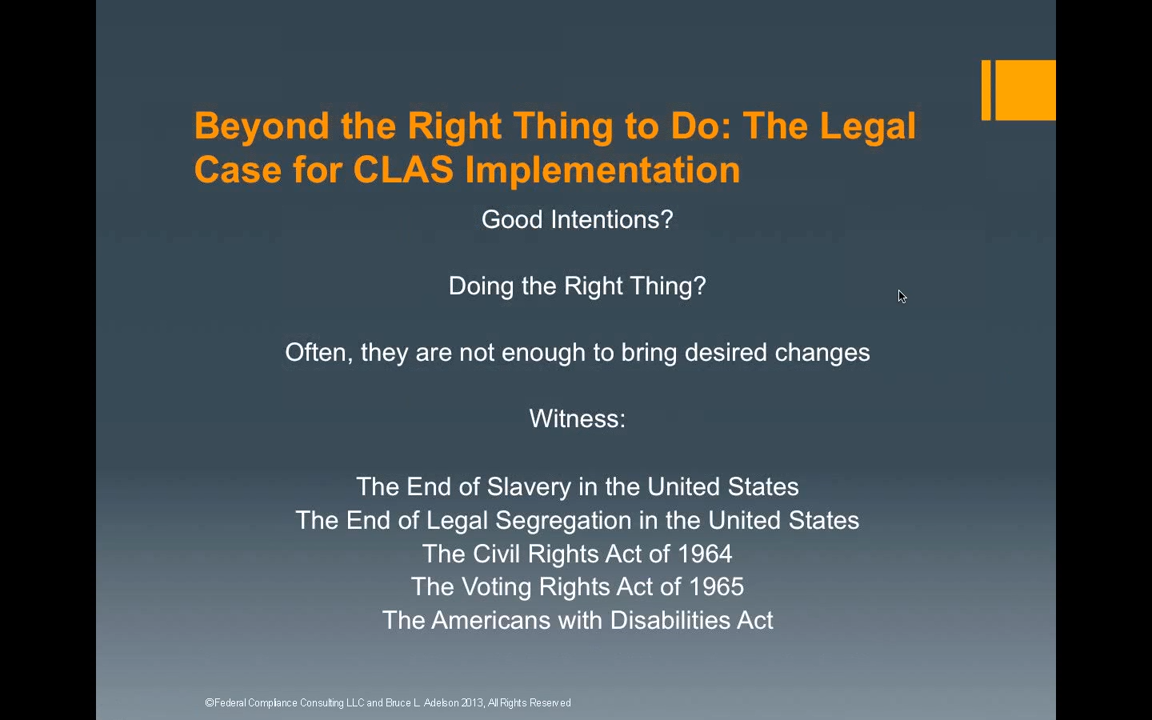 Beyond the Right Thing to Do: The Legal
Case for CLAS Implementation
Good Intentions?
Doing the Right Thing?
Often, they are not enough to bring desired changes
Witness:
The End of Slavery in the United States
The End of Legal Segregation in the United States
The Civil Rights Act of 1964
The Voting Rights Act of 1965
The Americans with Disabilities Act
©Federal Compliance Consulting LLC and Bruce L. Adelson 2013, All Rights Reserved